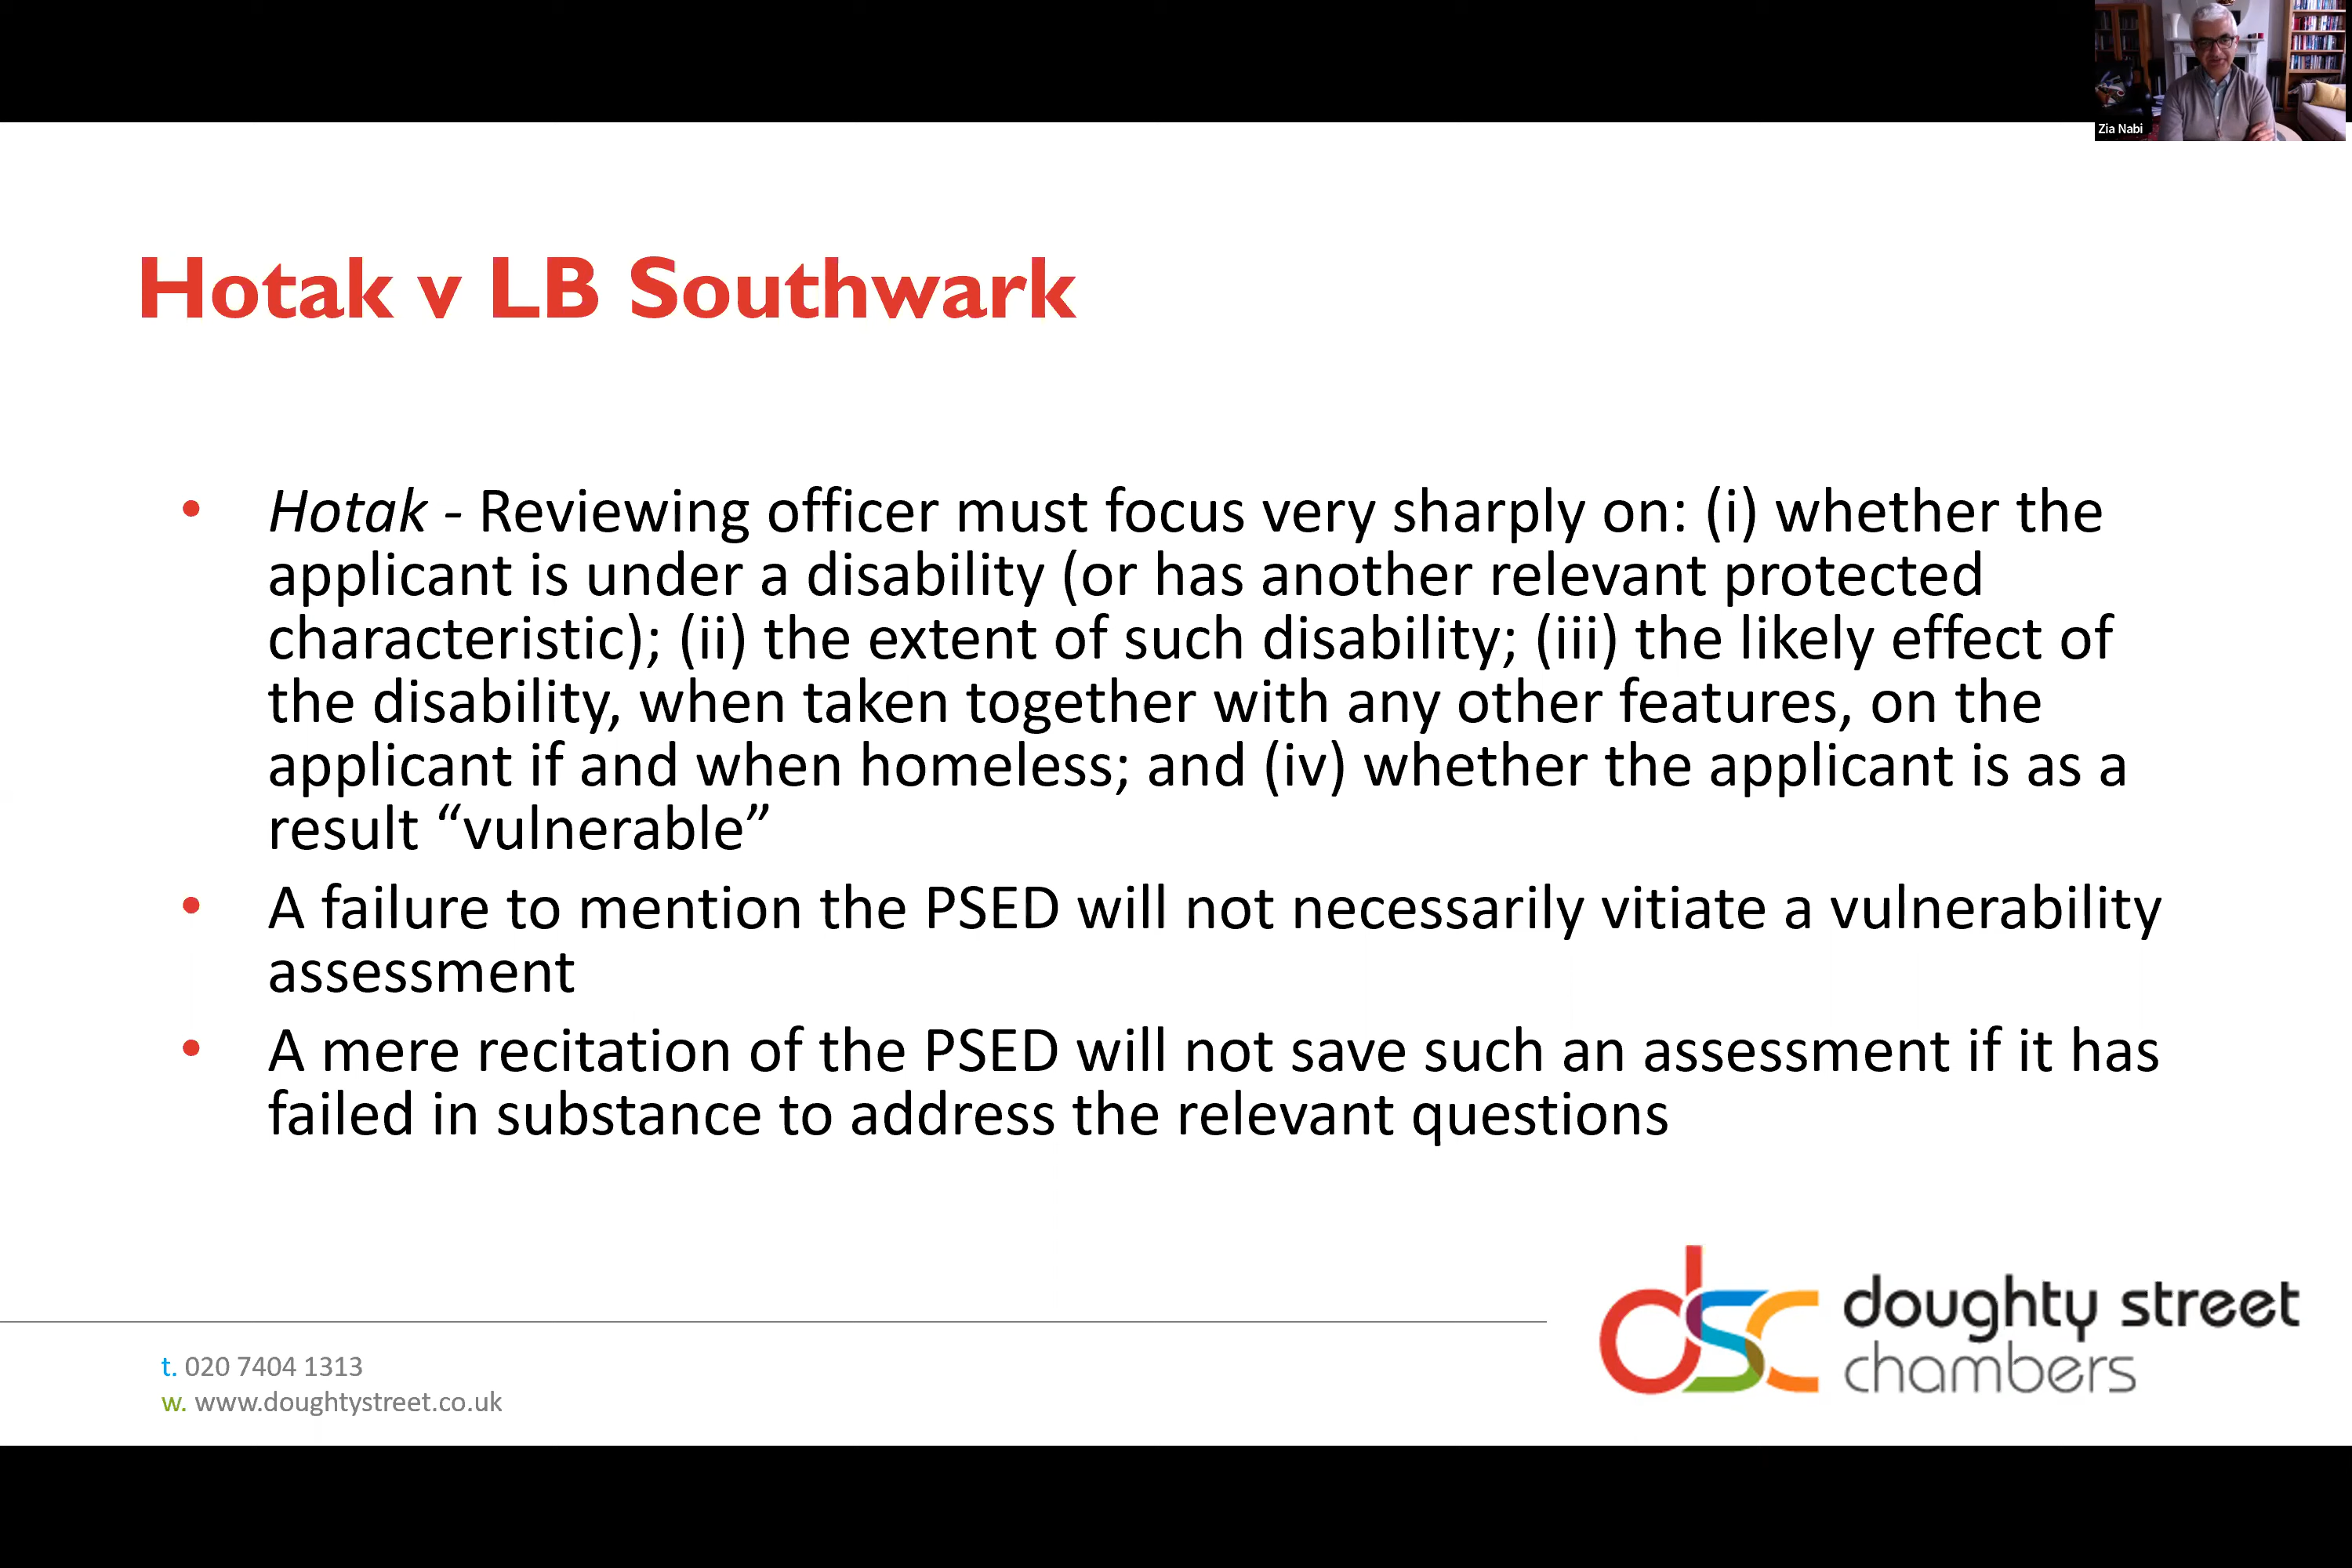 Zia Nabi
Hotak v LB Southwark
• Hotak - Reviewing officer must focus very sharply on: (i) whether the
applicant is under a disability (or has another relevant protected
characteristic); (ii) the extent of such disability; (iii) the likely effect of
the disability, when taken together with any other features, on the
applicant if and when homeless; and (iv) whether the applicant is as a
result “vulnerable”
• A failure to mention the PSED will not necessarily vitiate a vulnerability
assessment
• A mere recitation of the PSED will not save such an assessment if it has
failed in substance to address the relevant questions
t. 020 7404 1313
w. www.doughtystreet.co.uk
dsc doughty street
chambers